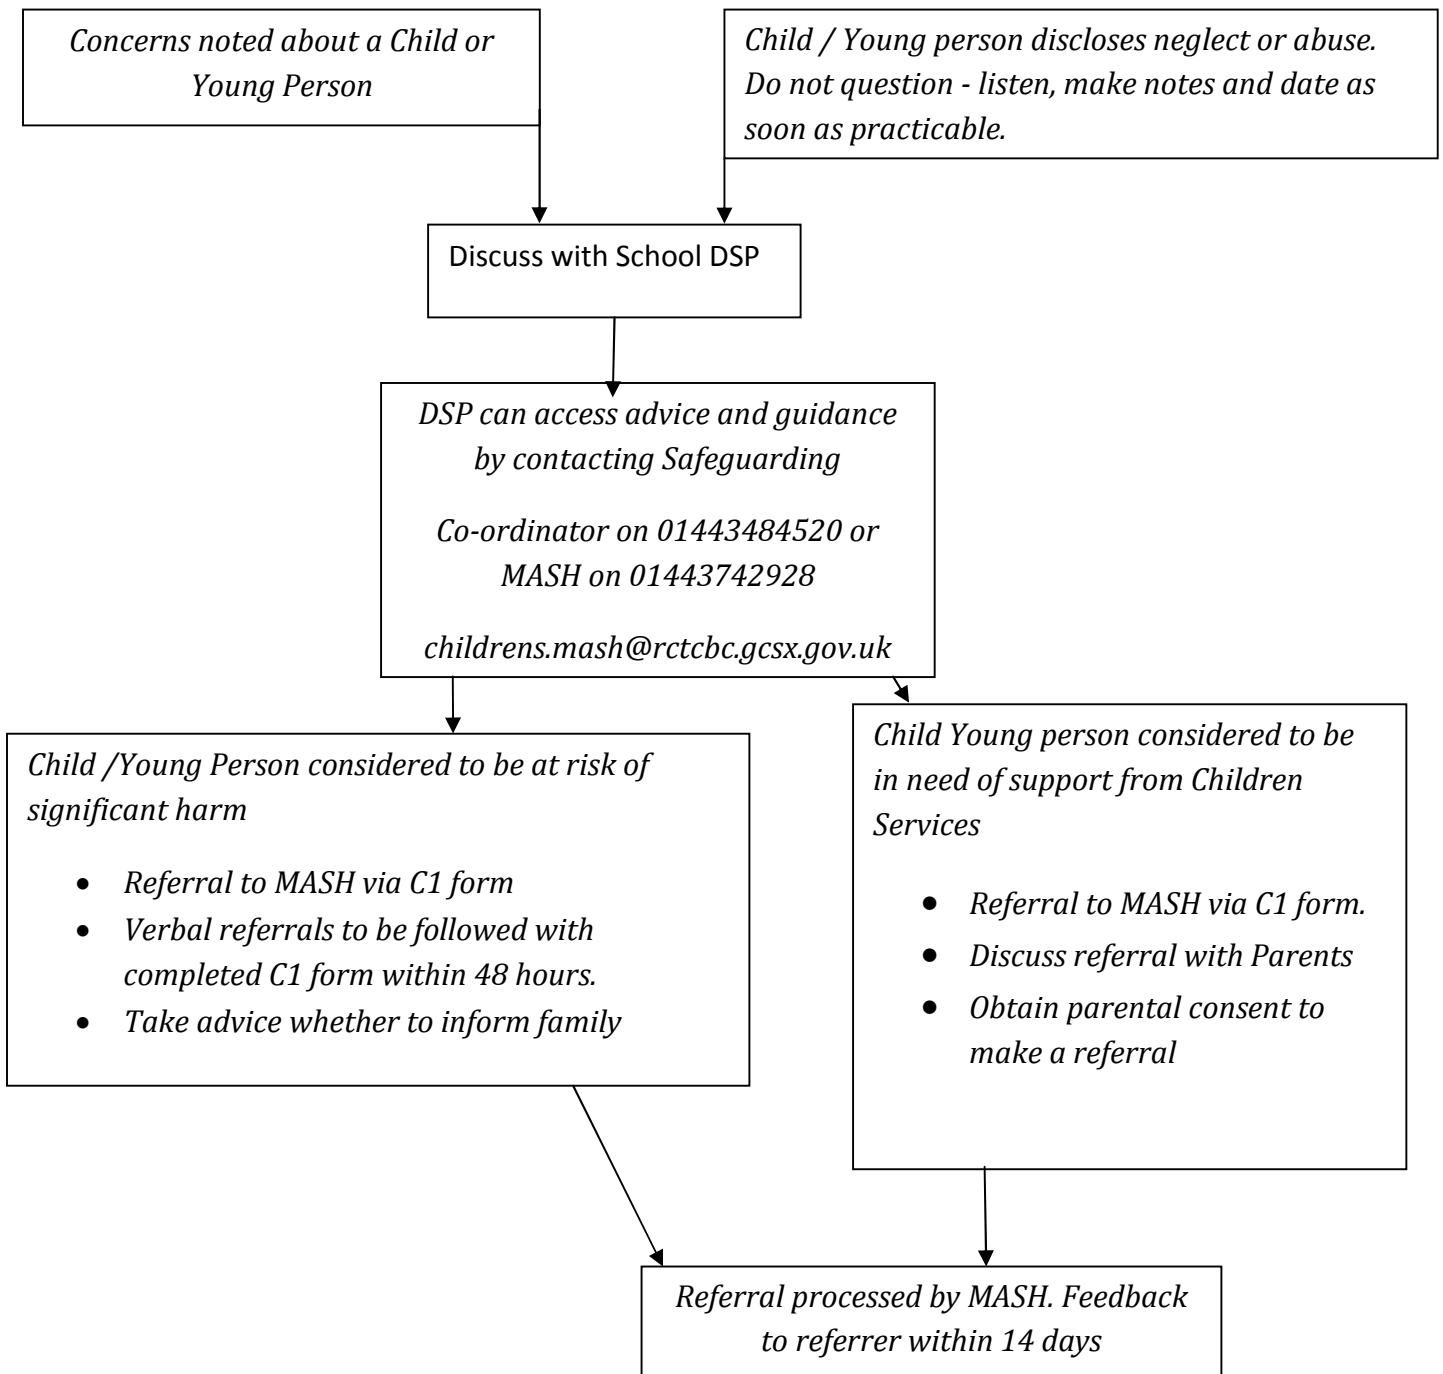 Concerns noted about a Child or
Young Person
Child / Young person discloses neglect or abuse.
Do not question - listen, make notes and date as
soon as practicable.
Discuss with School DSP
DSP can access advice and guidance
by contacting Safeguarding
Co-ordinator on 01443484520 or
MASH on 01443742928
childrens.mash@rctcbc.gcsx.gov.uk
Child /Young Person considered to be at risk of
significant harm
• Referral to MASH via C1 form
• Verbal referrals to be followed with
completed C1 form within 48 hours.
• Take advice whether to inform family
Child Young person considered to be
in need of support from Children
Services
• Referral to MASH via C1 form.
• Discuss referral with Parents
• Obtain parental consent to
make a referral
Referral processed by MASH. Feedback
to referrer within 14 days